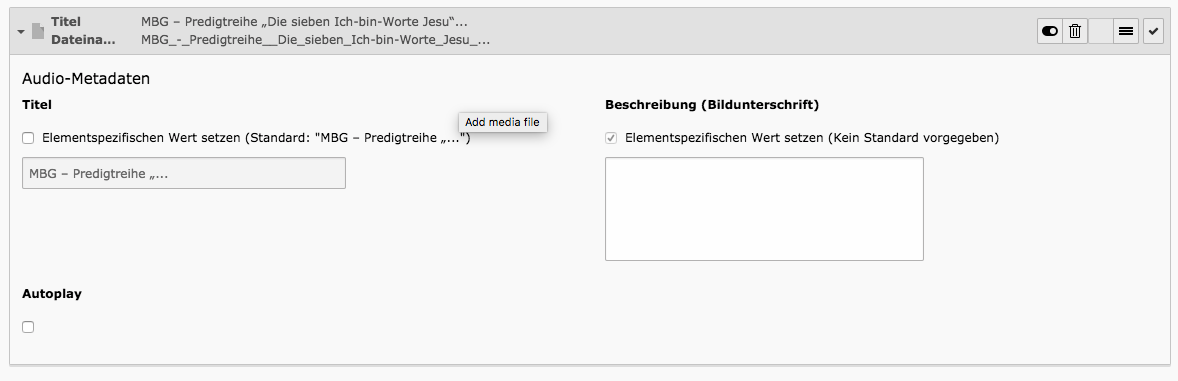 Titel MBG – Predigtreihe „Die sieben Ich-bin-Worte Jesu“...
Dateina... MBG_-_Predigtreihe__Die_sieben_Ich-bin-Worte_Jesu_...
Audio-Metadaten
Titel
Add media file
Elementspezifischen Wert setzen (Standard: "MBG – Predigtreihe „...")
MBG – Predigtreihe „...
Beschreibung (Bildunterschrift)
Elementspezifischen Wert setzen (Kein Standard vorgegeben)
Autoplay